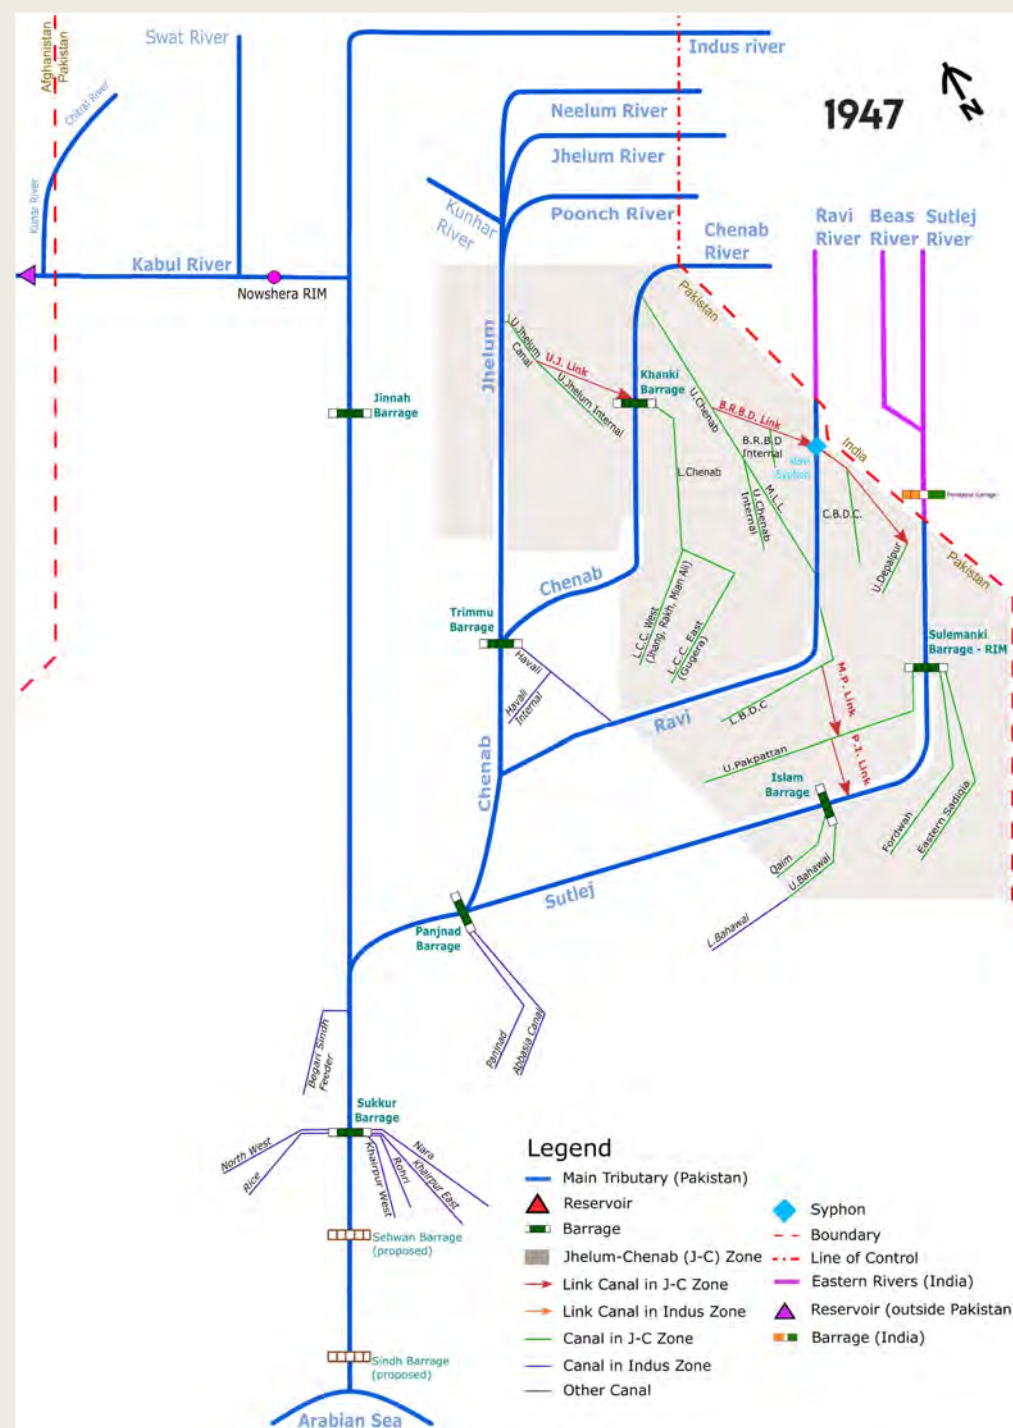 Afghanistan
Pakistan
Swat River
Chitral River
Kunar River
Kabul River
Nowshera RIM
Indus river
Neelum River
Jhelum River
Kunhar
River
Poonch River
Chenab
River
1947
N
Ravi
River
Beas
River
Sutlej
River
Pakistan
India
Pakistan
Jhelum
U.Jhelum
Canal
U.J. Link
U.Jhelum Internal
Khanki
Barrage
U.Chenab
B.R.B.D. Link
B.R.B.D
Internal
Ravi
Syphon
L.Chenab
M.L.L
U.Chenab
Internal
C.B.D.C.
U.Depalpur
Jinnah
Barrage
Chenab
Trimmu
Barrage
Havali
Havali
Internal
L.C.C. West
(Jhang, Rakh, Mian Ali)
L.C.C. East
(Gugera)
Sulemanki
Barrage - RIM
M.P. Link
L.B.D.C
Ravi
U.Pakpattan
P.I. Link
Islam
Barrage
Chenab
Fordwah
Eastern Sadiqia
Qaim
U.Bahawal
L.Bahawal
Sutlej
Panjnad
Barrage
Panjnad
Abbasia Canal
Begari Sindh
Feeder
Sukkur
Barrage
North West
Rice
Nara
Khairpur East
Rohri
Khairpur West
Sehwan Barrage
(proposed)
Sindh Barrage
(proposed)
Arabian Sea
Legend
Main Tributary (Pakistan)
Reservoir
Barrage
Jhelum-Chenab (J-C) Zone
Link Canal in J-C Zone
Link Canal in Indus Zone
Canal in J-C Zone
Canal in Indus Zone
Other Canal
Syphon
Boundary
Line of Control
Eastern Rivers (India)
Reservoir (outside Pakistan
Barrage (India)